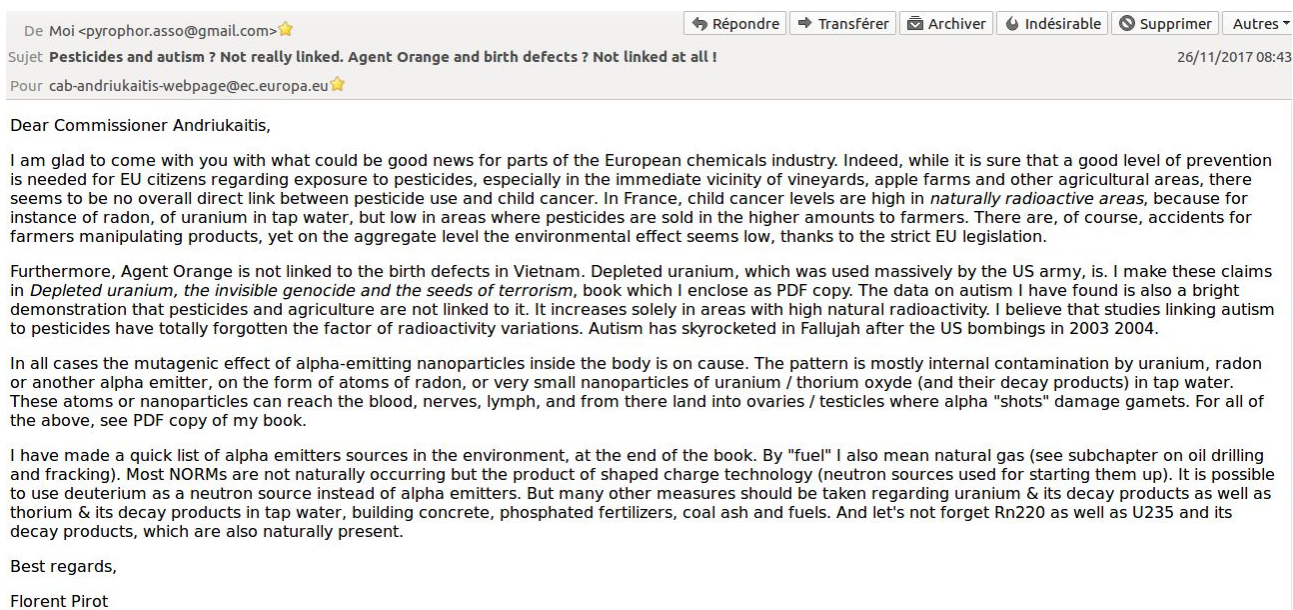 De Moi <pyrophor.asso@gmail.com>
Répondre Transférer Archiver Indésirable Supprimer Autres
Sujet Pesticides and autism ? Not really linked. Agent Orange and birth defects ? Not linked at all !
26/11/2017 08:43
Pour cab-andriukaitis-webpage@ec.europa.eu
Dear Commissioner Andriukaitis,
I am glad to come with you with what could be good news for parts of the European chemicals industry. Indeed, while it is sure that a good level of prevention
is needed for EU citizens regarding exposure to pesticides, especially in the immediate vicinity of vineyards, apple farms and other agricultural areas, there
seems to be no overall direct link between pesticide use and child cancer. In France, child cancer levels are high in naturally radioactive areas, because for
instance of radon, of uranium in tap water, but low in areas where pesticides are sold in the higher amounts to farmers. There are, of course, accidents for
farmers manipulating products, yet on the aggregate level the environmental effect seems low, thanks to the strict EU legislation.
Furthermore, Agent Orange is not linked to the birth defects in Vietnam. Depleted uranium, which was used massively by the US army, is. I make these claims
in Depleted uranium, the invisible genocide and the seeds of terrorism, book which I enclose as PDF copy. The data on autism I have found is also a bright
demonstration that pesticides and agriculture are not linked to it. It increases solely in areas with high natural radioactivity. I believe that studies linking autism
to pesticides have totally forgotten the factor of radioactivity variations. Autism has skyrocketed in Fallujah after the US bombings in 2003 2004.
In all cases the mutagenic effect of alpha-emitting nanoparticles inside the body is on cause. The pattern is mostly internal contamination by uranium, radon
or another alpha emitter, on the form of atoms of radon, or very small nanoparticles of uranium / thorium oxyde (and their decay products) in tap water.
These atoms or nanoparticles can reach the blood, nerves, lymph, and from there land into ovaries / testicles where alpha "shots" damage gamets. For all of
the above, see PDF copy of my book.
I have made a quick list of alpha emitters sources in the environment, at the end of the book. By "fuel" I also mean natural gas (see subchapter on oil drilling
and fracking). Most NORMs are not naturally occurring but the product of shaped charge technology (neutron sources used for starting them up). It is possible
to use deuterium as a neutron source instead of alpha emitters. But many other measures should be taken regarding uranium & its decay products as well as
thorium & its decay products in tap water, building concrete, phosphated fertilizers, coal ash and fuels. And let's not forget Rn220 as well as U235 and its
decay products, which are also naturally present.
Best regards,
Florent Pirot